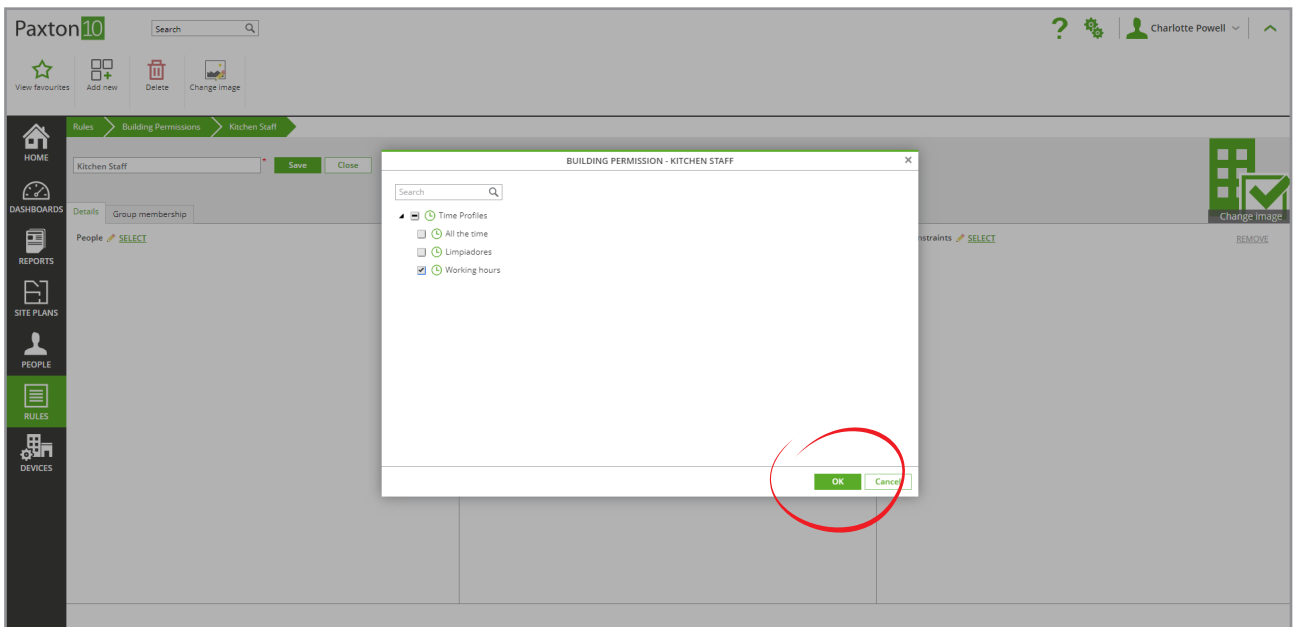 Paxton10
Search
Charlotte Powell
View favourites
Add new
Delete
Change image
Rules
Building Permissions
Kitchen Staff
HOME
DASHBOARDS
REPORTS
SITE PLANS
PEOPLE
RULES
DEVICES
Kitchen Staff *
Save
Close
Change image
Details
Group membership
People SELECT
nstraints SELECT
REMOVE
BUILDING PERMISSION - KITCHEN STAFF
Search
Time Profiles
All the time
Limpiadores
Working hours
OK
Cancel